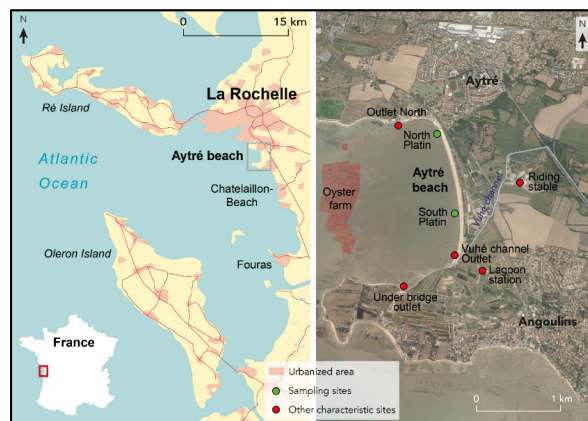 N
15 km
La Rochelle
Ré Island
Aytré beach
Atlantic
Ocean
Chatelaillon-
Beach
Oleron Island
Fouras
France
N
Aytré
Outlet North
North
Platin
Oyster
farm
Aytré
beach
Vuhé channel
Riding
stable
South
Platin
Vuhé channel
Outlet
Lagoon
station
Under bridge
outlet
Angoulins
Urbanized area
Sampling sites
Other characteristic sites
1 km